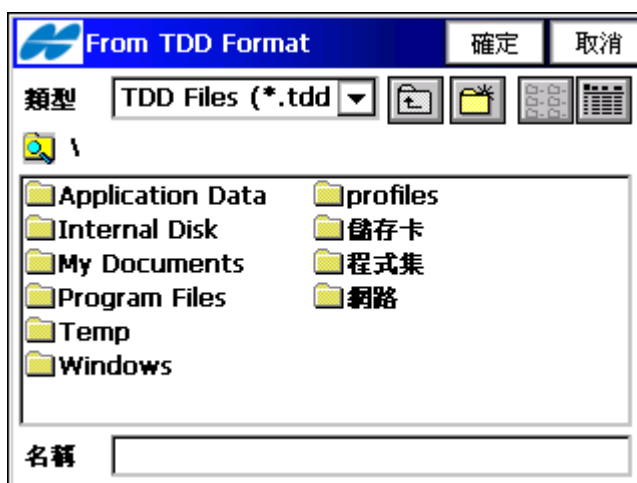 From TDD Format 確定 取消
類型 TDD Files (*.tdd
\
Application Data profiles
Internal Disk 儲存卡
My Documents 程式集
Program Files 網路
Temp
Windows
名稱